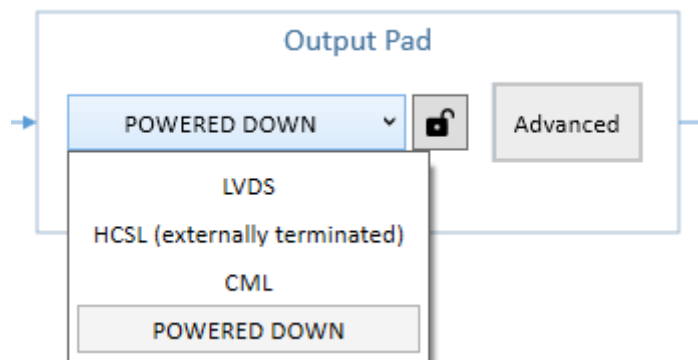 Output Pad
POWERED DOWN
Advanced
LVDS
HCSL (externally terminated)
CML
POWERED DOWN